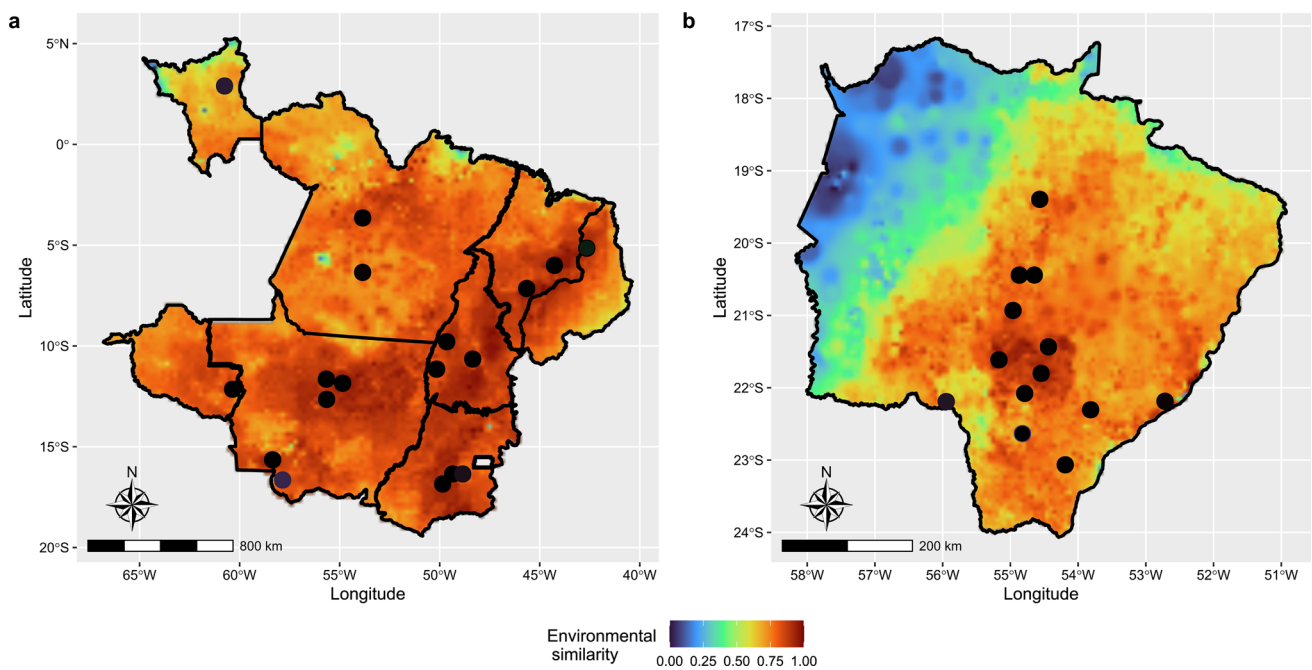 a
b
5°N
0°
5°S
10°S
15°S
20°S
Latitude
N
800 km
65°W 60°W 55°W 50°W 45°W 40°W
Longitude
17°S
18°S
19°S
20°S
21°S
22°S
23°S
24°S
Latitude
N
200 km
58°W 57°W 56°W 55°W 54°W 53°W 52°W 51°W
Longitude
Environmental
similarity
0.00 0.25 0.50 0.75 1.00